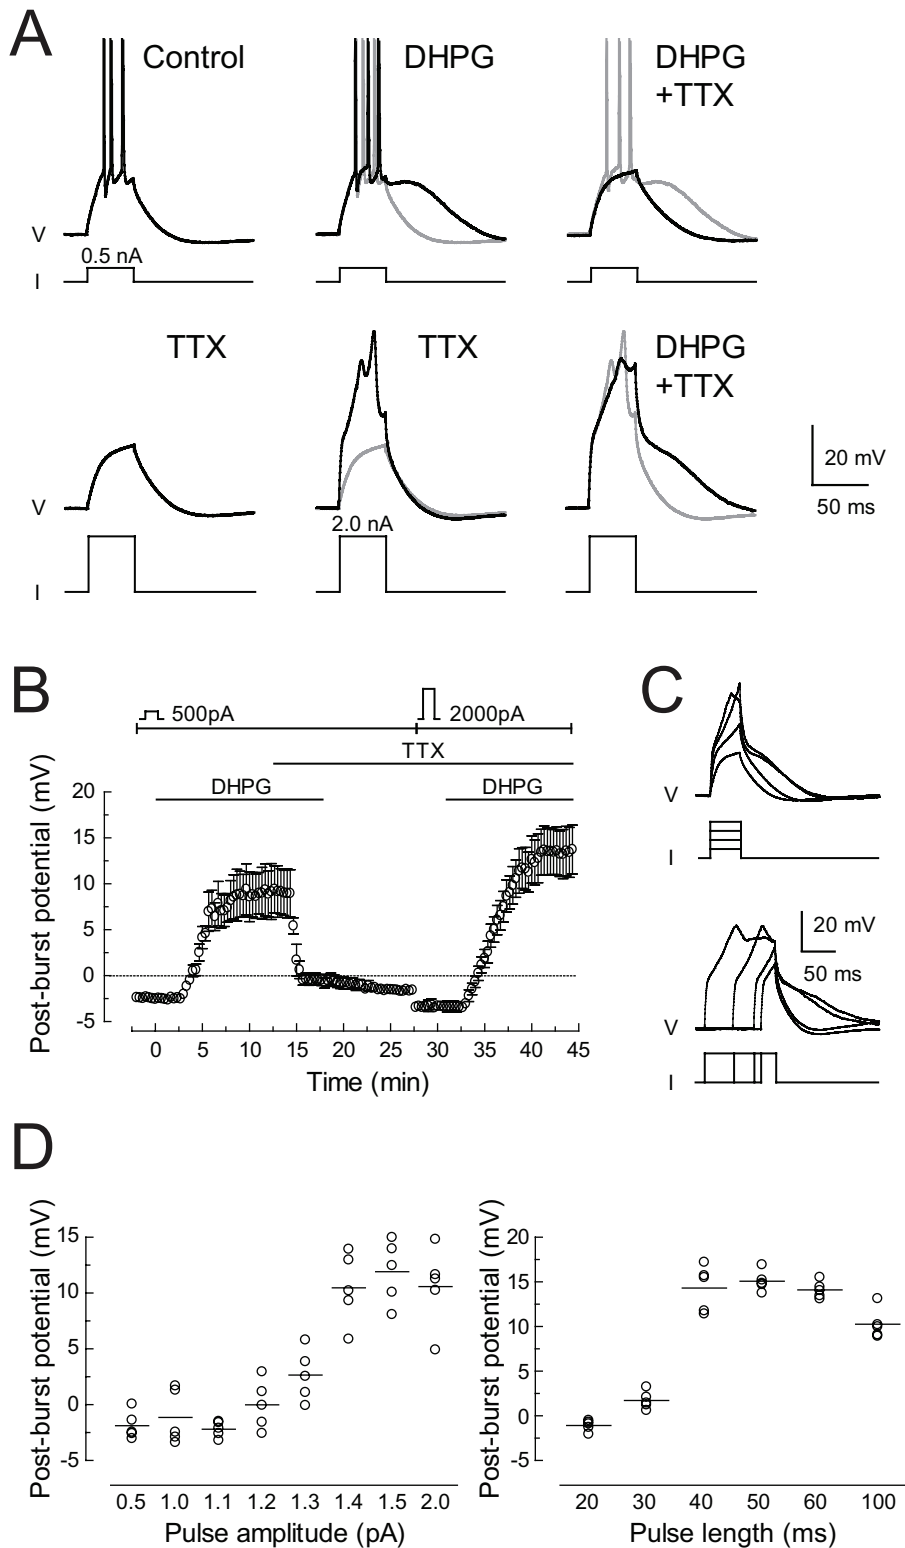 A
Control
DHPG
DHPG
+TTX
V
0.5 nA
I
TTX
TTX
DHPG
+TTX
20 mV
50 ms
V
2.0 nA
I
B
500pA
2000pA
TTX
DHPG
DHPG
Post-burst potential (mV)
20
15
10
5
0
-5
0 5 10 15 20 25 30 35 40 45
Time (min)
C
V
I
20 mV
50 ms
V
I
D
Post-burst potential (mV)
15
10
5
0
-5
0.5 1.0 1.1 1.2 1.3 1.4 1.5 2.0
Pulse amplitude (pA)
Post-burst potential (mV)
20
15
10
5
0
-5
20 30 40 50 60 100
Pulse length (ms)